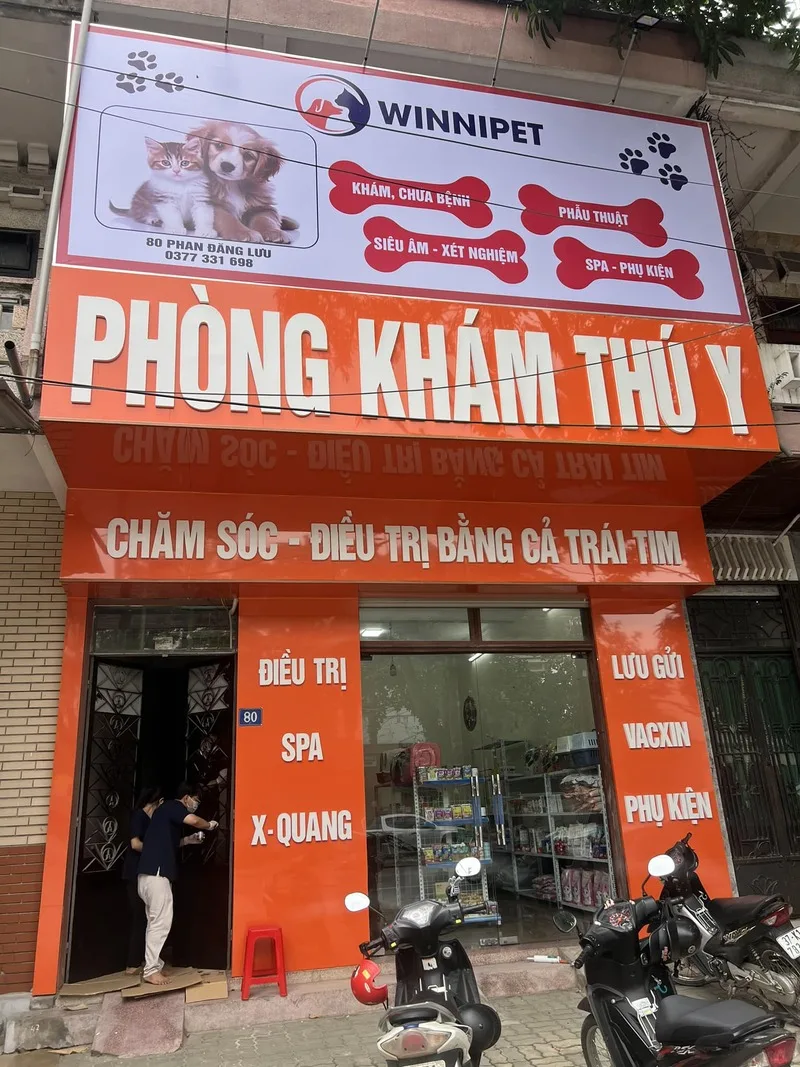 WINNIPET
KHÁM, CHƯA BỆNH
PHẪU THUẬT
SIÊU ÂM - XÉT NGHIỆM
SPA - PHỤ KIỆN
80 PHAN ĐĂNG LƯU
0377 331 698
PHÒNG KHÁM THÚ Y
CHĂM SÓC - ĐIỀU TRỊ BẰNG CẢ TRÁI TIM
ĐIỀU TRỊ
80
SPA
X-QUANG
LƯU GỬI
VACXIN
PHỤ KIỆN